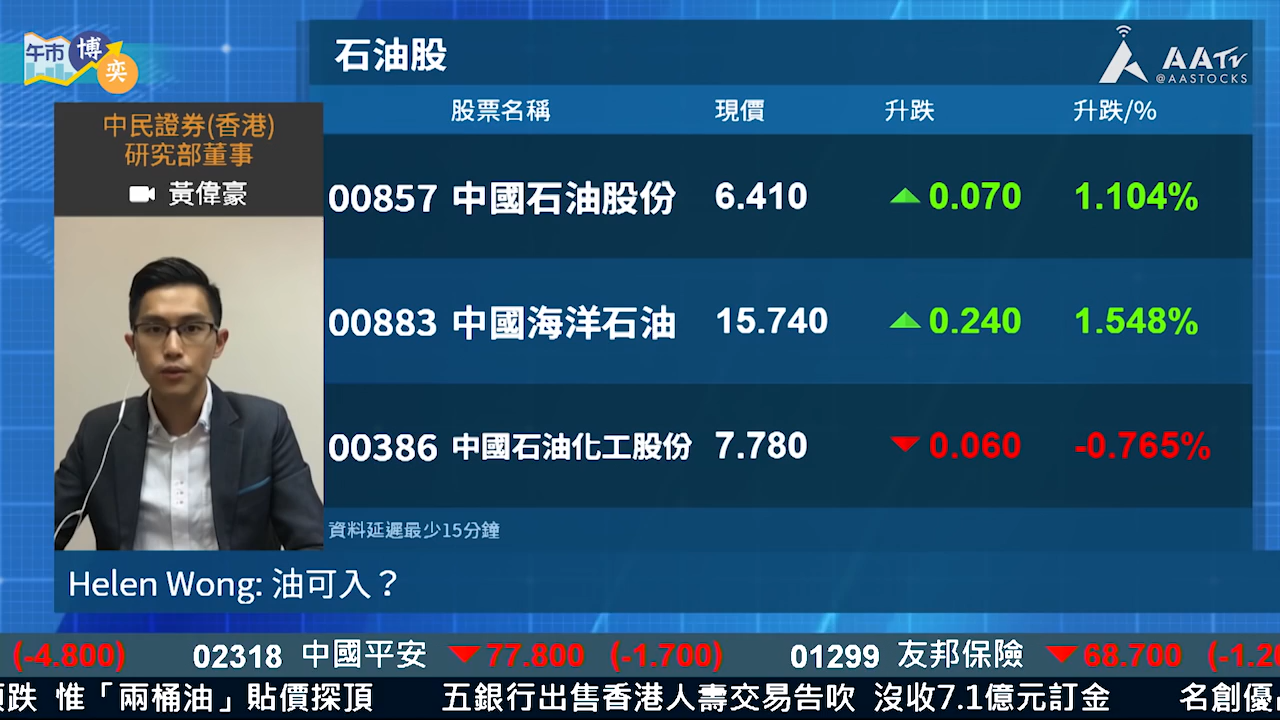 午市
博
奕
石油股
AATV
@AASTOCKS
股票名稱 現價 升跌 升跌/%
中民證券(香港)
研究部董事
黃偉豪
00857 中國石油股份 6.410 0.070 1.104%
00883 中國海洋石油 15.740 0.240 1.548%
00386 中國石油化工股份 7.780 0.060 -0.765%
資料延遲最少15分鐘
Helen Wong: 油可入？
(-4.800) 02318 中國平安 77.800 (-1.700) 01299 友邦保險 68.700 (-1.20
跌 惟「兩桶油」貼價探頂 五銀行出售香港人壽交易告吹 沒收7.1億元訂金 名創優